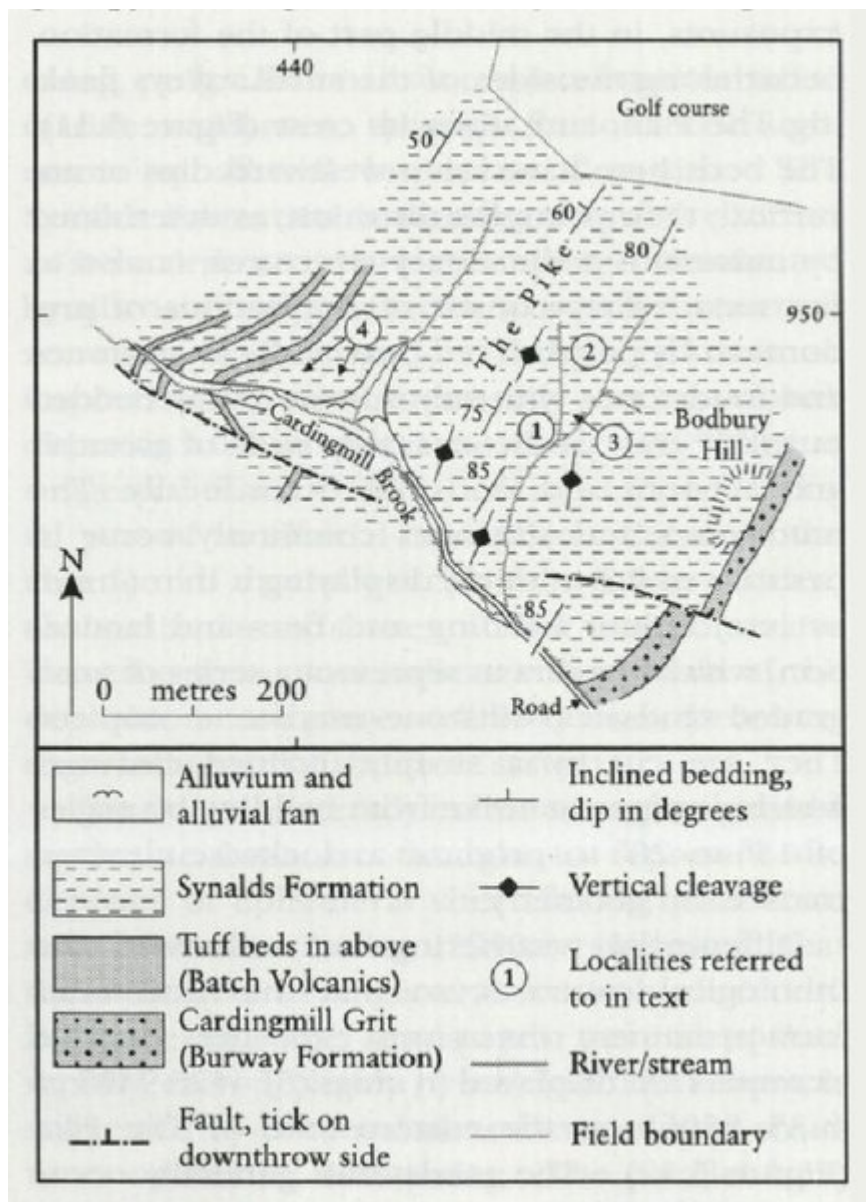 440
Golf course
50
60
80
950
The Pike
4
2
75
1
3
Bodbury
Hill
85
Cardingmill Brook
N
85
0 metres 200
Road
Alluvium and
alluvial fan
Inclined bedding,
dip in degrees
Synalds Formation
Vertical cleavage
Tuff beds in above
(Batch Volcanics)
1
Localities referred
to in text
Cardingmill Grit
(Burway Formation)
River/stream
Fault, tick on
downthrow side
Field boundary